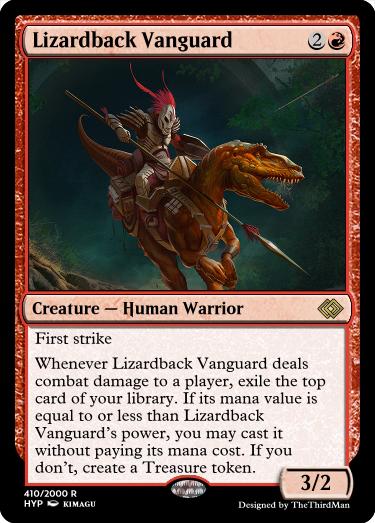 Lizardback Vanguard 2
Creature — Human Warrior
First strike
Whenever Lizardback Vanguard deals
combat damage to a player, exile the top
card of your library. If its mana value is
equal to or less than Lizardback
Vanguard's power, you may cast it
without paying its mana cost. If you
don't, create a Treasure token.
3/2
410/2000 R
HYP KIMAGU
Designed by TheThirdMan